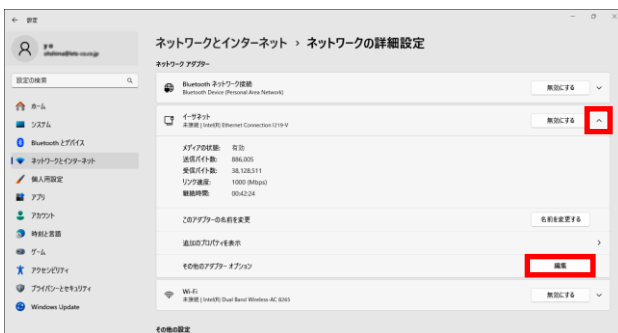 ← 設定
ネットワークとインターネット › ネットワークの詳細設定
ネットワーク アダプター
設定の検索
ホーム
システム
Bluetooth とデバイス
ネットワークとインターネット
個人用設定
アプリ
アカウント
時刻と言語
ゲーム
アクセシビリティ
プライバシーとセキュリティ
Windows Update
Bluetooth ネットワーク接続
Bluetooth Device (Personal Area Network)
無効にする
イーサネット
未接続 | Intel(R) Ethernet Connection I219-V
無効にする
メディアの状態: 有効
送信バイト数: 886,005
受信バイト数: 38,128,511
リンク速度: 1000 (Mbps)
継続時間: 00:42:24
このアダプターの名前を変更
名前を変更する
追加のプロパティを表示
その他のアダプター オプション
編集
Wi-Fi
未接続 | Intel(R) Dual Band Wireless-AC 8265
無効にする
その他の設定